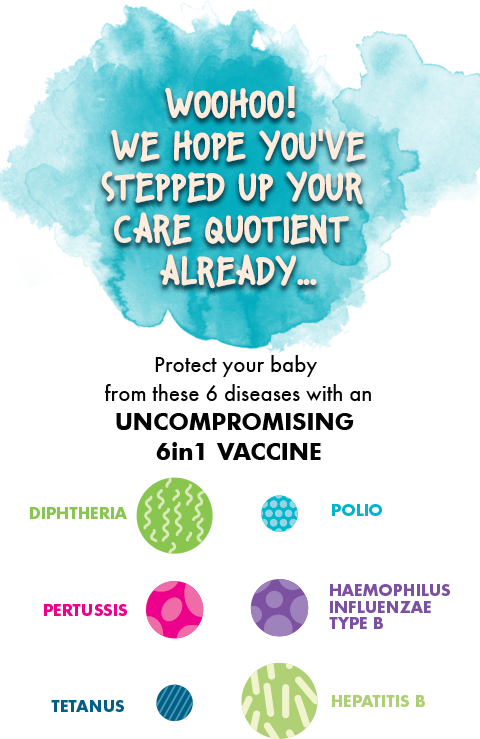 WOOHOO!
WE HOPE YOU'VE
STEPPED UP YOUR
CARE QUOTIENT
ALREADY...
Protect your baby
from these 6 diseases with an
UNCOMPROMISING
6in1 VACCINE
DIPHTHERIA
POLIO
PERTUSSIS
HAEMOPHILUS
INFLUENZAE
TYPE B
TETANUS
HEPATITIS B